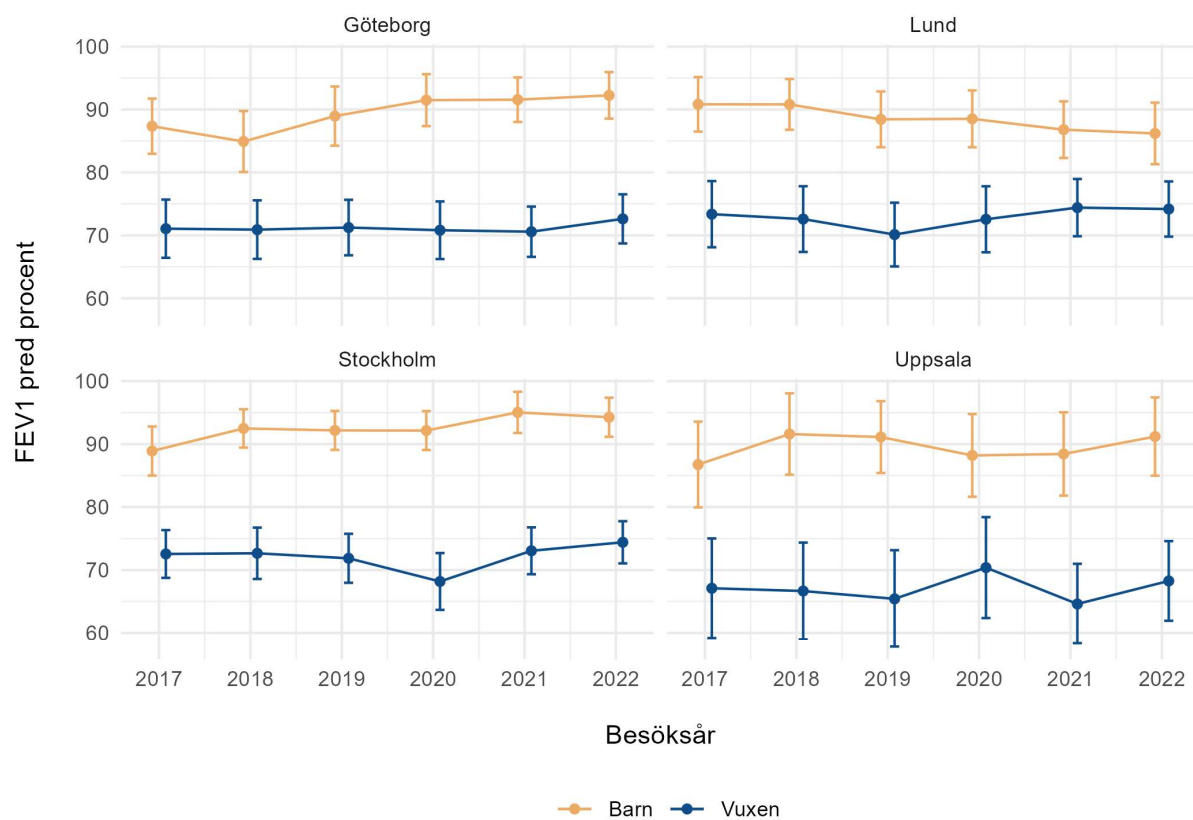 Göteborg Lund
100
90
80
70
60
Stockholm Uppsala
100
90
80
70
60
FEV1 pred procent
2017 2018 2019 2020 2021 2022 2017 2018 2019 2020 2021 2022
Besöksår
Barn Vuxen